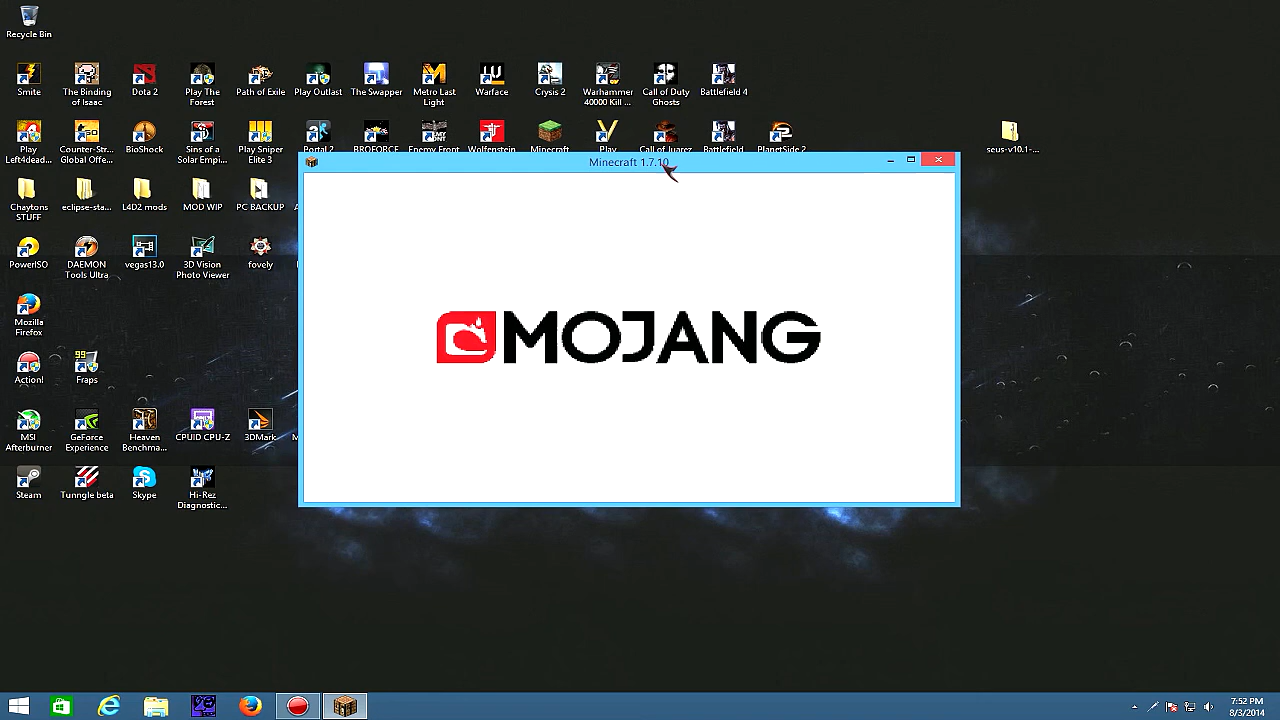 Recycle Bin
Smite
The Binding
of Isaac
Dota 2
Play The
Forest
Path of Exile
Play Outlast
The Swapper
Metro Last
Light
Warface
Crysis 2
Warhammer
40000 Kill ...
Call of Duty
Ghosts
Battlefield 4
Play
Left4dead...
Counter-Str...
Global Offe...
BioShock
Sins of a
Solar Empi...
Play Sniper
Elite 3
Portal 2
BROFORCE
Enemy Front
Wolfenstein
Minecraft
Play
Call of Juarez
Battlefield
PlanetSide 2
seus-v10.1-...
Minecraft 1.7.10
MOJANG
Chaytons
STUFF
eclipse-sta...
L4D2 mods
MOD WIP
PC BACKUP
PowerISO
DAEMON
Tools Ultra
vegas13.0
3D Vision
Photo Viewer
fovely
Mozilla
Firefox
Action!
99
Fraps
MSI
Afterburner
GeForce
Experience
Heaven
Benchma...
CPUID CPU-Z
3DMark
Steam
Tunngle beta
Skype
Hi-Rez
Diagnostic...
7:52 PM
8/3/2014